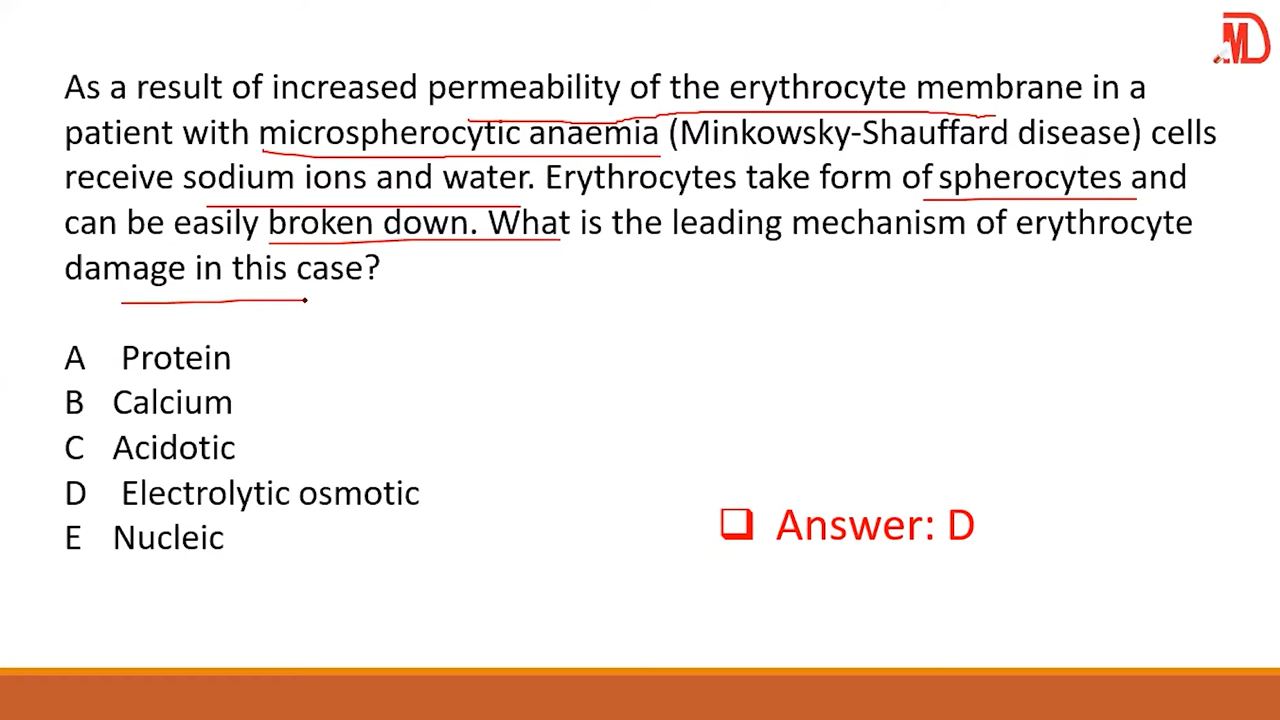 MD
As a result of increased permeability of the erythrocyte membrane in a
patient with microspherocytic anaemia (Minkowsky-Shauffard disease) cells
receive sodium ions and water. Erythrocytes take form of spherocytes and
can be easily broken down. What is the leading mechanism of erythrocyte
damage in this case?
A Protein
B Calcium
C Acidotic
D Electrolytic osmotic
E Nucleic
Answer: D